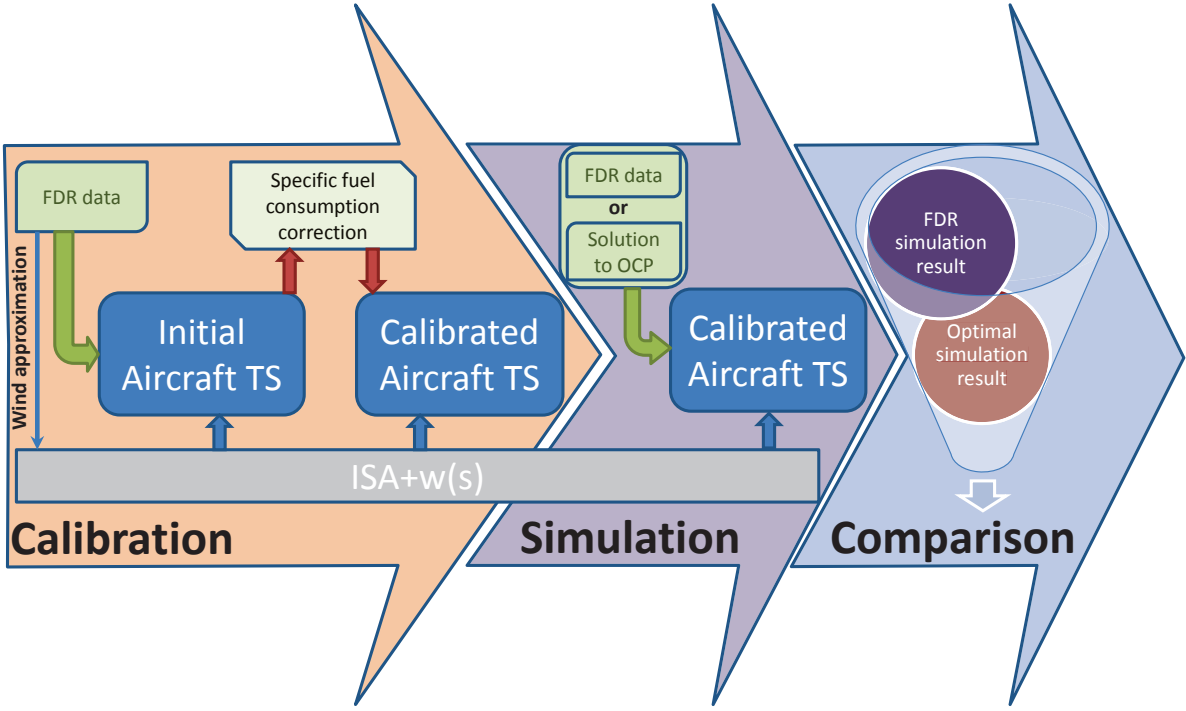 FDR data
Wind approximation
Specific fuel
consumption
correction
Initial
Aircraft TS
Calibrated
Aircraft TS
FDR data
or
Solution
to OCP
Calibrated
Aircraft TS
ISA+w(s)
FDR
simulation
result
Optimal
simulation
result
Calibration
Simulation
Comparison